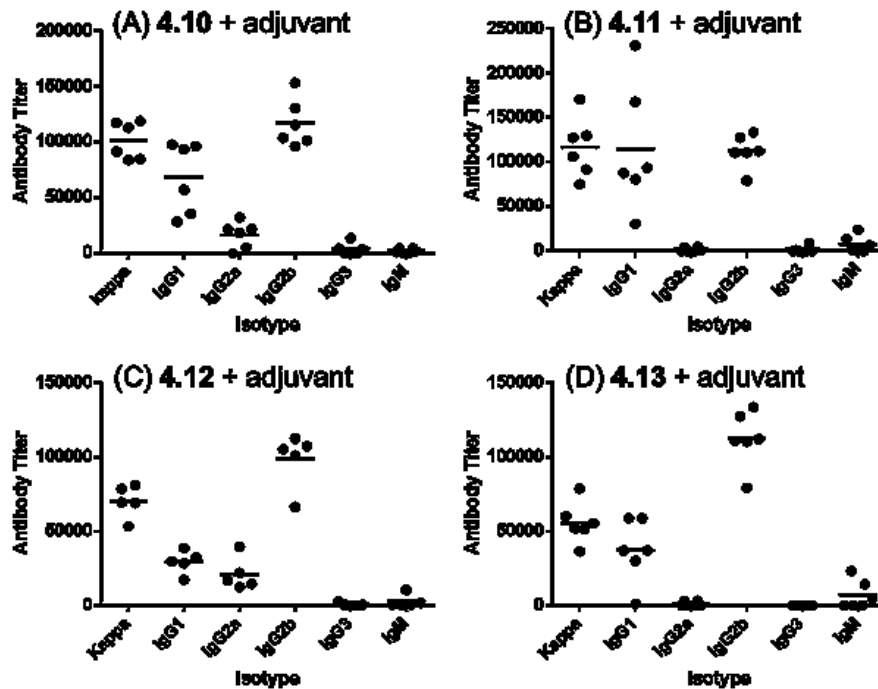 (A) 4.10 + adjuvant
200000
150000
100000
50000
0
Antibody Titer
Kappa
IgG1
IgG2a
IgG2b
IgG3
IgM
Isotype
(B) 4.11 + adjuvant
250000
200000
150000
100000
50000
0
Antibody Titer
Kappa
IgG1
IgG2a
IgG2b
IgG3
IgM
Isotype
(C) 4.12 + adjuvant
150000
100000
50000
0
Antibody Titer
Kappa
IgG1
IgG2a
IgG2b
IgG3
IgM
Isotype
(D) 4.13 + adjuvant
150000
100000
50000
0
Antibody Titer
Kappa
IgG1
IgG2a
IgG2b
IgG3
IgM
Isotype